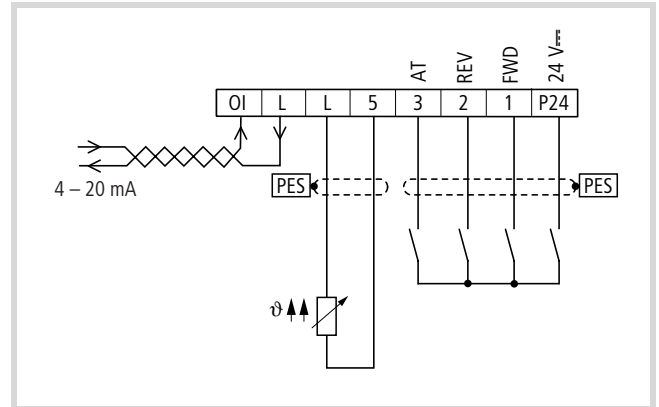 AT REV FWD 24 V⎓
OI L L 5 3 2 1 P24
4 – 20 mA
PES PES
ϑ